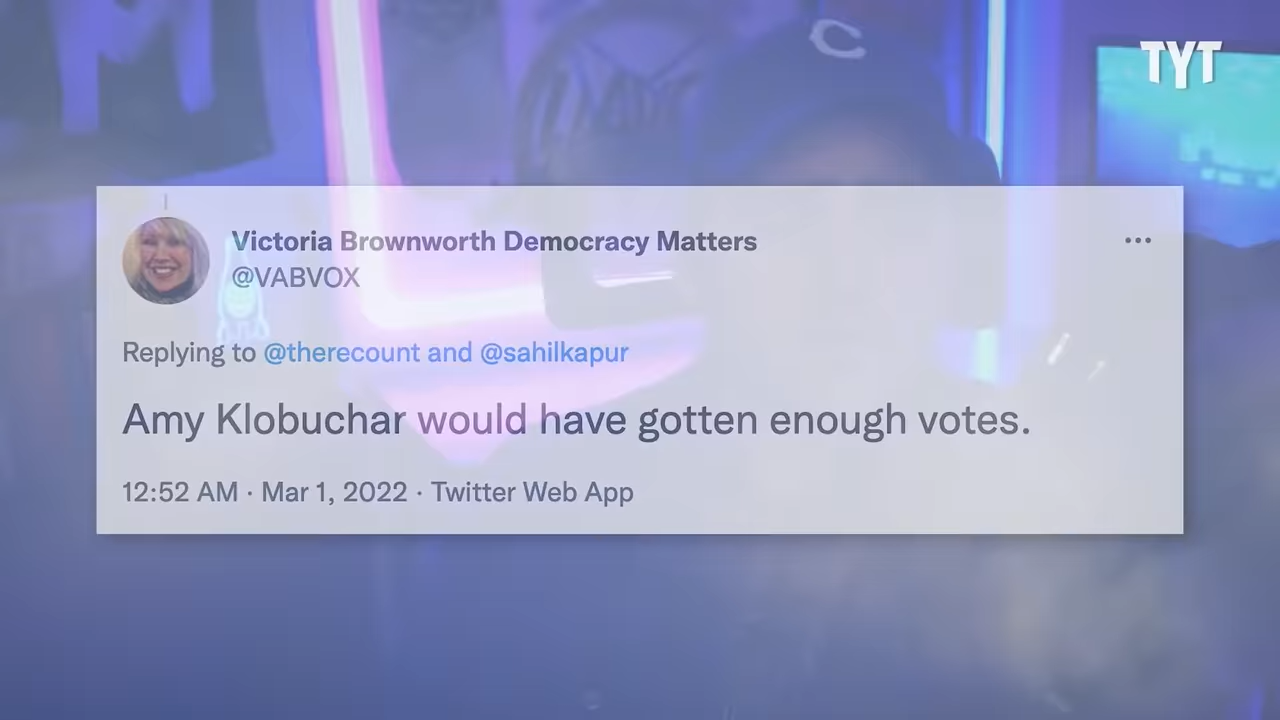 TYT
Victoria Brownworth Democracy Matters
@VABVOX
Replying to @therecount and @sahilkapur
Amy Klobuchar would have gotten enough votes.
12:52 AM · Mar 1, 2022 · Twitter Web App